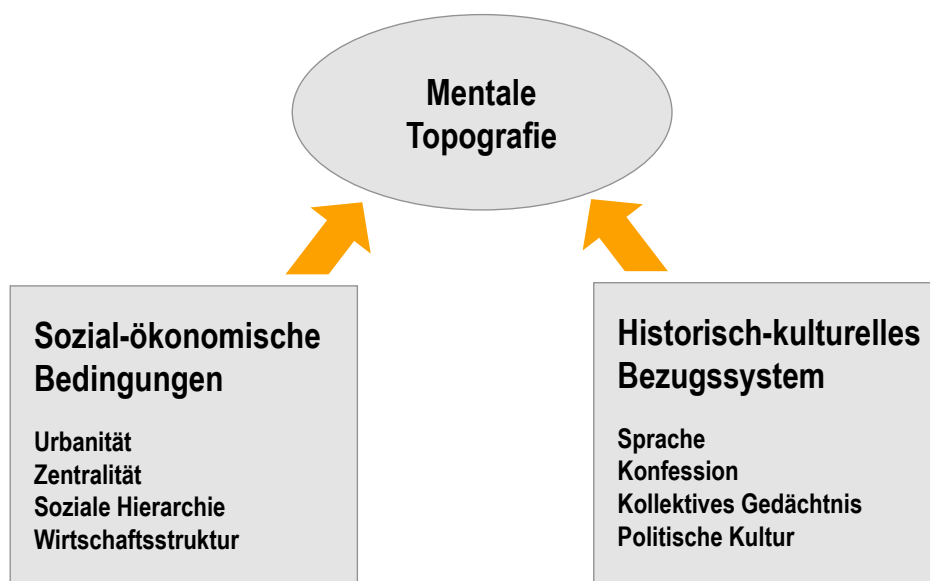 Mentale
Topografie
Sozial-ökonomische
Bedingungen
Urbanität
Zentralität
Soziale Hierarchie
Wirtschaftsstruktur
Historisch-kulturelles
Bezugssystem
Sprache
Konfession
Kollektives Gedächtnis
Politische Kultur